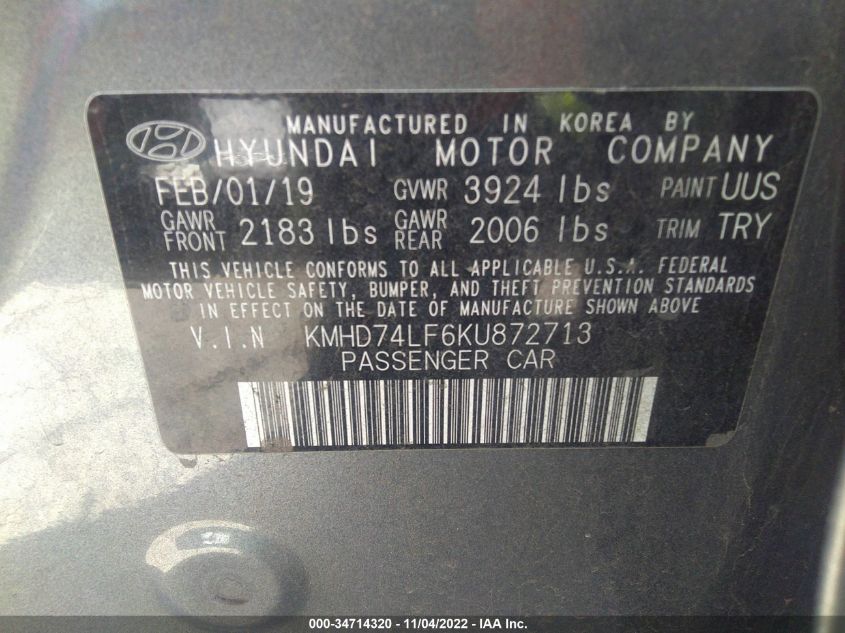 MANUFACTURED IN KOREA BY
HYUNDAI MOTOR COMPANY
FEB/01/19 GVWR 3924 lbs PAINT UUS
GAWR FRONT 2183 lbs GAWR REAR 2006 lbs TRIM TRY
THIS VEHICLE CONFORMS TO ALL APPLICABLE U.S.A. FEDERAL
MOTOR VEHICLE SAFETY, BUMPER, AND THEFT PREVENTION STANDARDS
IN EFFECT ON THE DATE OF MANUFACTURE SHOWN ABOVE
V.I.N KMHD74LF6KU872713
PASSENGER CAR
000-34714320 - 11/04/2022 - IAA Inc.